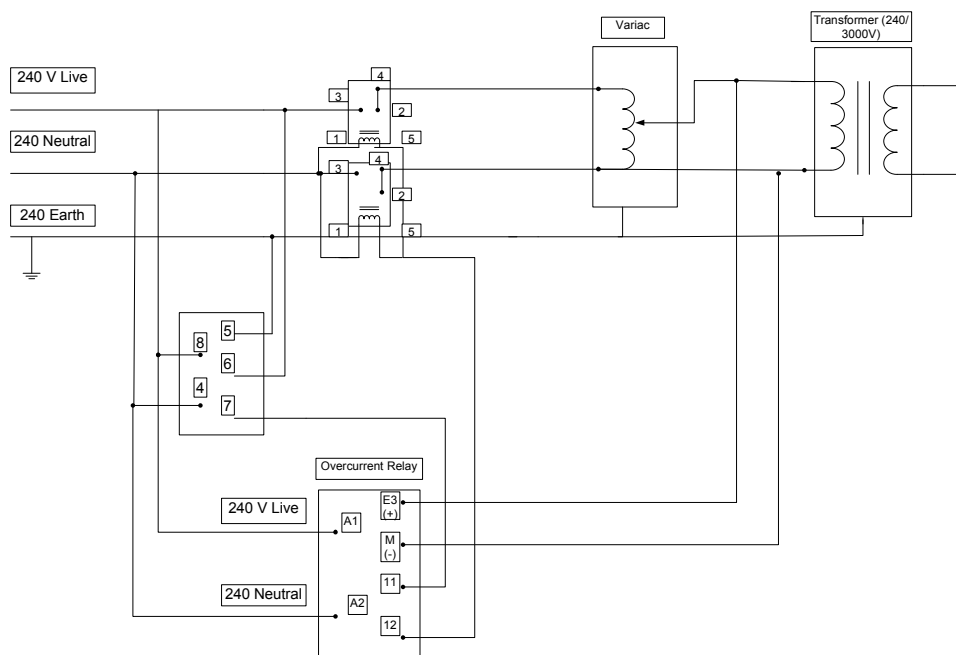 Transformer (240/
3000V)
Variac
4
240 V Live
3
2
240 Neutral
1
5
4
3
2
240 Earth
1
5
5
8
6
4
7
Overcurrent Relay
E3
(+)
240 V Live
A1
M
(-)
11
240 Neutral
A2
12